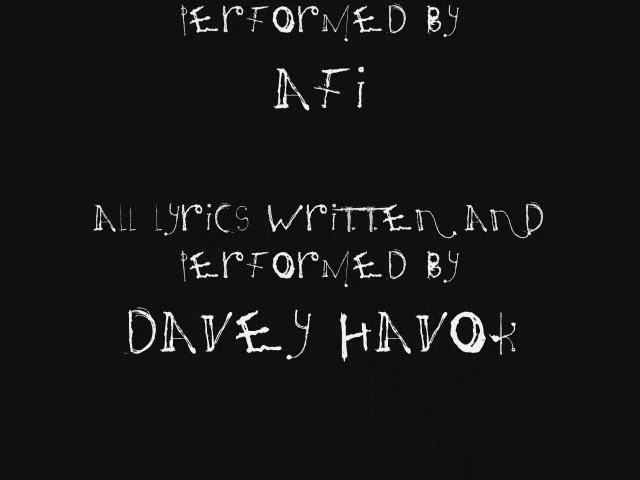 PERFORMED BY
AFI
ALL LYRICS WRITTEN AND
PERFORMED BY
DAVEY HAVOK